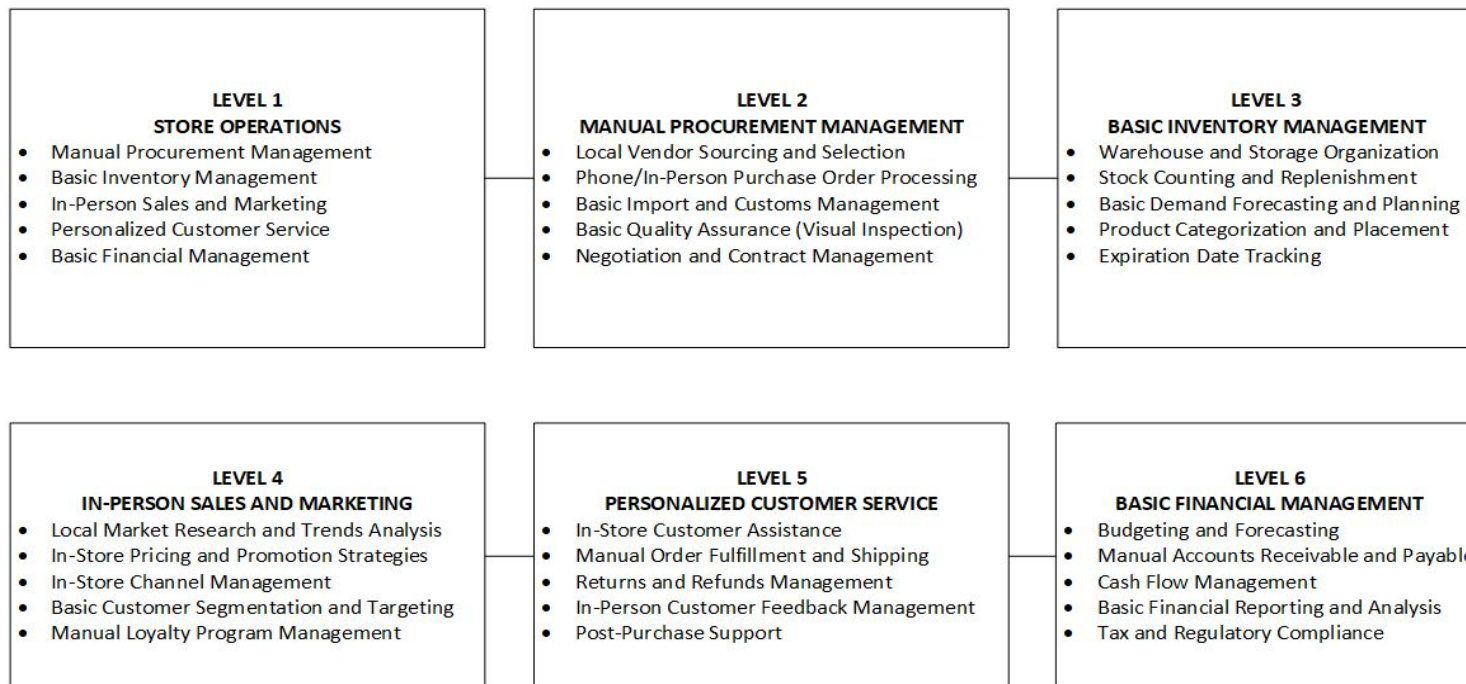 LEVEL 1
STORE OPERATIONS
• Manual Procurement Management
• Basic Inventory Management
• In-Person Sales and Marketing
• Personalized Customer Service
• Basic Financial Management
LEVEL 2
MANUAL PROCUREMENT MANAGEMENT
• Local Vendor Sourcing and Selection
• Phone/In-Person Purchase Order Processing
• Basic Import and Customs Management
• Basic Quality Assurance (Visual Inspection)
• Negotiation and Contract Management
LEVEL 3
BASIC INVENTORY MANAGEMENT
• Warehouse and Storage Organization
• Stock Counting and Replenishment
• Basic Demand Forecasting and Planning
• Product Categorization and Placement
• Expiration Date Tracking
LEVEL 4
IN-PERSON SALES AND MARKETING
• Local Market Research and Trends Analysis
• In-Store Pricing and Promotion Strategies
• In-Store Channel Management
• Basic Customer Segmentation and Targeting
• Manual Loyalty Program Management
LEVEL 5
PERSONALIZED CUSTOMER SERVICE
• In-Store Customer Assistance
• Manual Order Fulfillment and Shipping
• Returns and Refunds Management
• In-Person Customer Feedback Management
• Post-Purchase Support
LEVEL 6
BASIC FINANCIAL MANAGEMENT
• Budgeting and Forecasting
• Manual Accounts Receivable and Payable
• Cash Flow Management
• Basic Financial Reporting and Analysis
• Tax and Regulatory Compliance